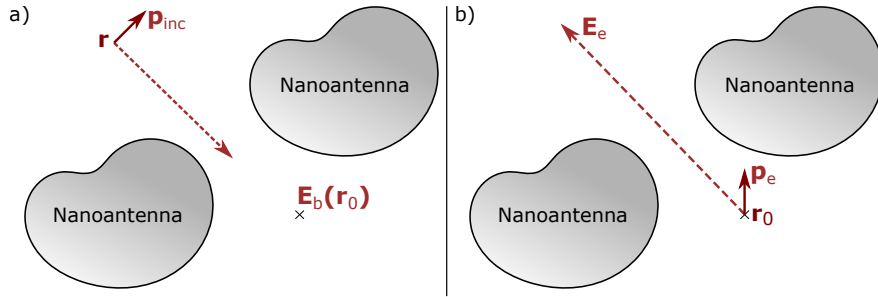 a)
p_inc
r
Nanoantenna
Nanoantenna
E_b(r_0)
b)
E_e
Nanoantenna
Nanoantenna
p_e
r_0